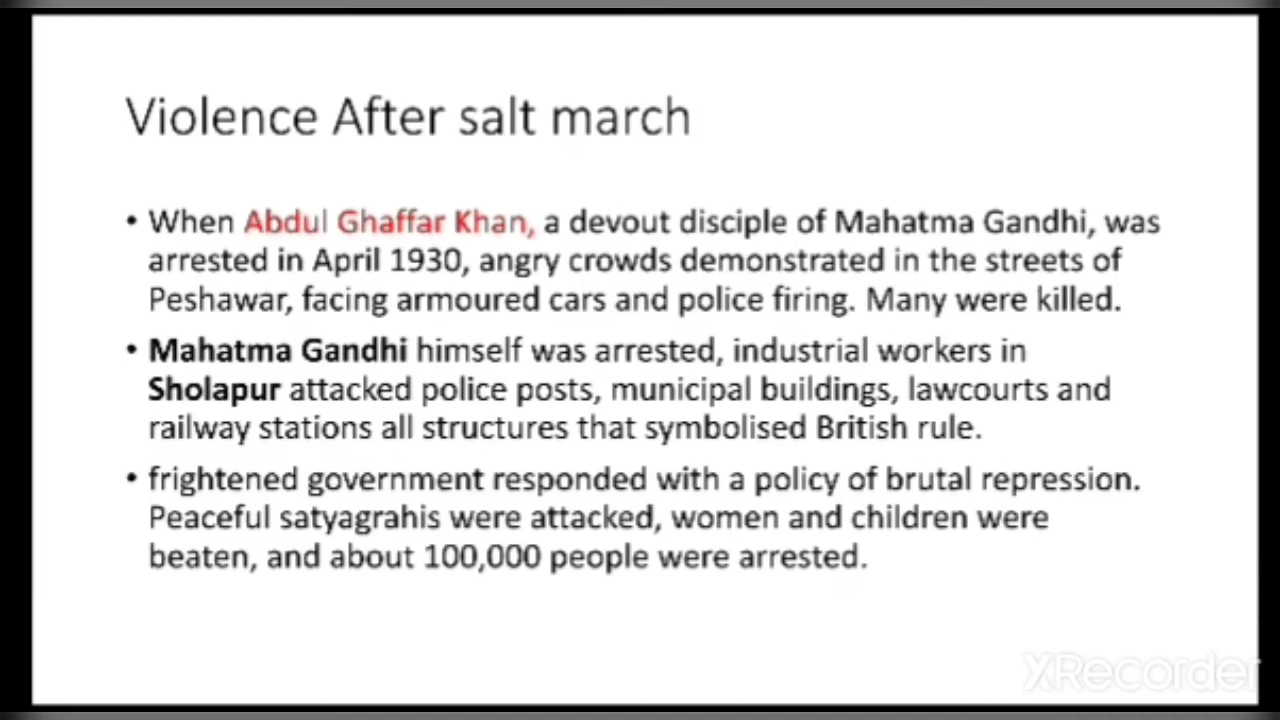 Violence After salt march
• When Abdul Ghaffar Khan, a devout disciple of Mahatma Gandhi, was
arrested in April 1930, angry crowds demonstrated in the streets of
Peshawar, facing armoured cars and police firing. Many were killed.
• Mahatma Gandhi himself was arrested, industrial workers in
Sholapur attacked police posts, municipal buildings, lawcourts and
railway stations all structures that symbolised British rule.
• frightened government responded with a policy of brutal repression.
Peaceful satyagrahis were attacked, women and children were
beaten, and about 100,000 people were arrested.
XRecorder